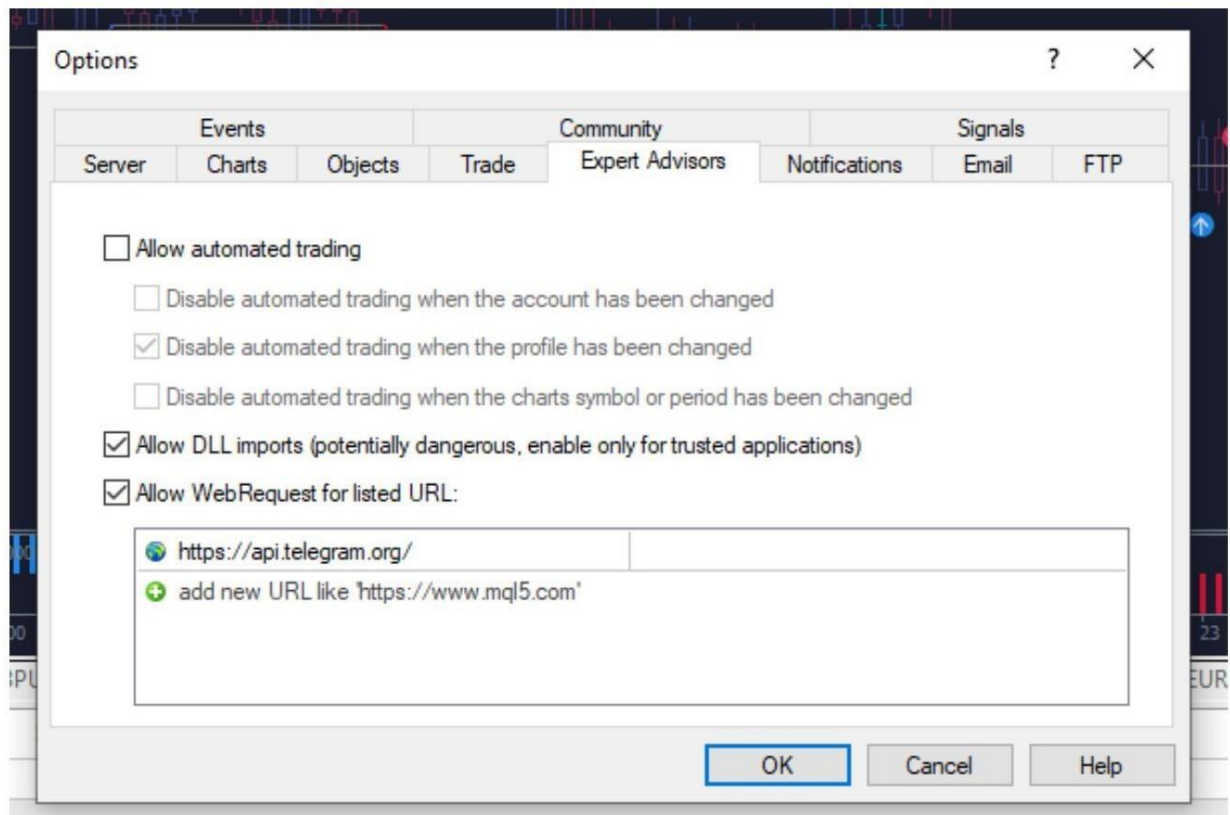 Options
?
Events Community Signals
Server Charts Objects Trade Expert Advisors Notifications Email FTP
Allow automated trading
Disable automated trading when the account has been changed
Disable automated trading when the profile has been changed
Disable automated trading when the charts symbol or period has been changed
Allow DLL imports (potentially dangerous, enable only for trusted applications)
Allow WebRequest for listed URL:
https://api.telegram.org/
add new URL like 'https://www.mql5.com'
23
EUR
OK Cancel Help